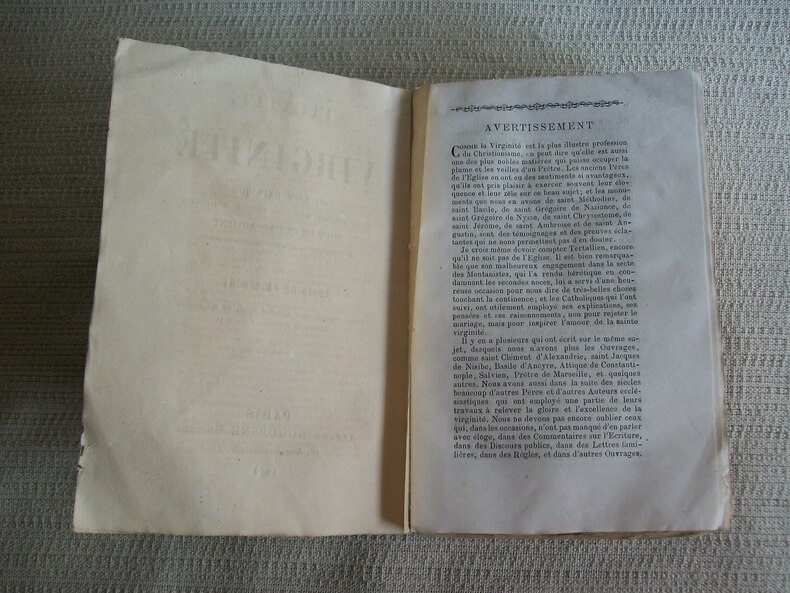 VIRGINITÉ
PARIS
AVERTISSEMENT
COMME la Virginité est la plus illustre profession
du Christianisme, on peut dire qu'elle est aussi
une des plus nobles matières qui puisse occuper la
plume et les veilles d'un Prêtre. Les anciens Pères
de l'Eglise en ont eu des sentiments si avantageux,
qu'ils ont pris plaisir à exercer souvent leur élo-
quence et leur zèle sur ce beau sujet; et les monu-
ments que nous en avons de saint Méthodius, de
saint Basile, de saint Grégoire de Nazianze, de
saint Grégoire de Nysse, de saint Chrysostome, de
saint Jérôme, de saint Ambroise et de saint Au-
gustin, sont des témoignages et des preuves écla-
tantes qui ne nous permettent pas d'en douter.
Je crois même devoir compter Tertullien, encore
qu'il ne soit pas de l'Eglise. Il est bien remarqua-
ble que son malheureux engagement dans la secte
des Montanistes, qui l'a rendu hérétique en con-
damnant les secondes noces, lui a servi d'une heu-
reuse occasion pour nous dire de très-belles choses
touchant la continence; et les Catholiques qui l'ont
suivi, ont utilement employé ses explications, ses
pensées et ses raisonnements, non pour rejeter le
mariage, mais pour inspirer l'amour de la sainte
virginité.
Il y en a plusieurs qui ont écrit sur le même su-
jet, desquels nous n'avons plus les Ouvrages,
comme saint Clément d'Alexandrie, saint Jacques
de Nisibe, Basile d'Ancyre, Attique de Constanti-
nople, Salvien, Prêtre de Marseille, et quelques
autres. Nous avons aussi dans la suite des siècles
beaucoup d'autres Pères et d'autres Auteurs ecclé-
siastiques qui ont employé une partie de leurs
travaux à relever la gloire et l'excellence de la
virginité. Nous ne devons pas encore oublier ceux
qui, dans les occasions, n'ont pas manqué d'en parler
avec éloge, dans des Commentaires sur l'Ecriture,
dans des Discours publics, dans des Lettres fami-
lières, dans des Règles, et dans d'autres Ouvrages.